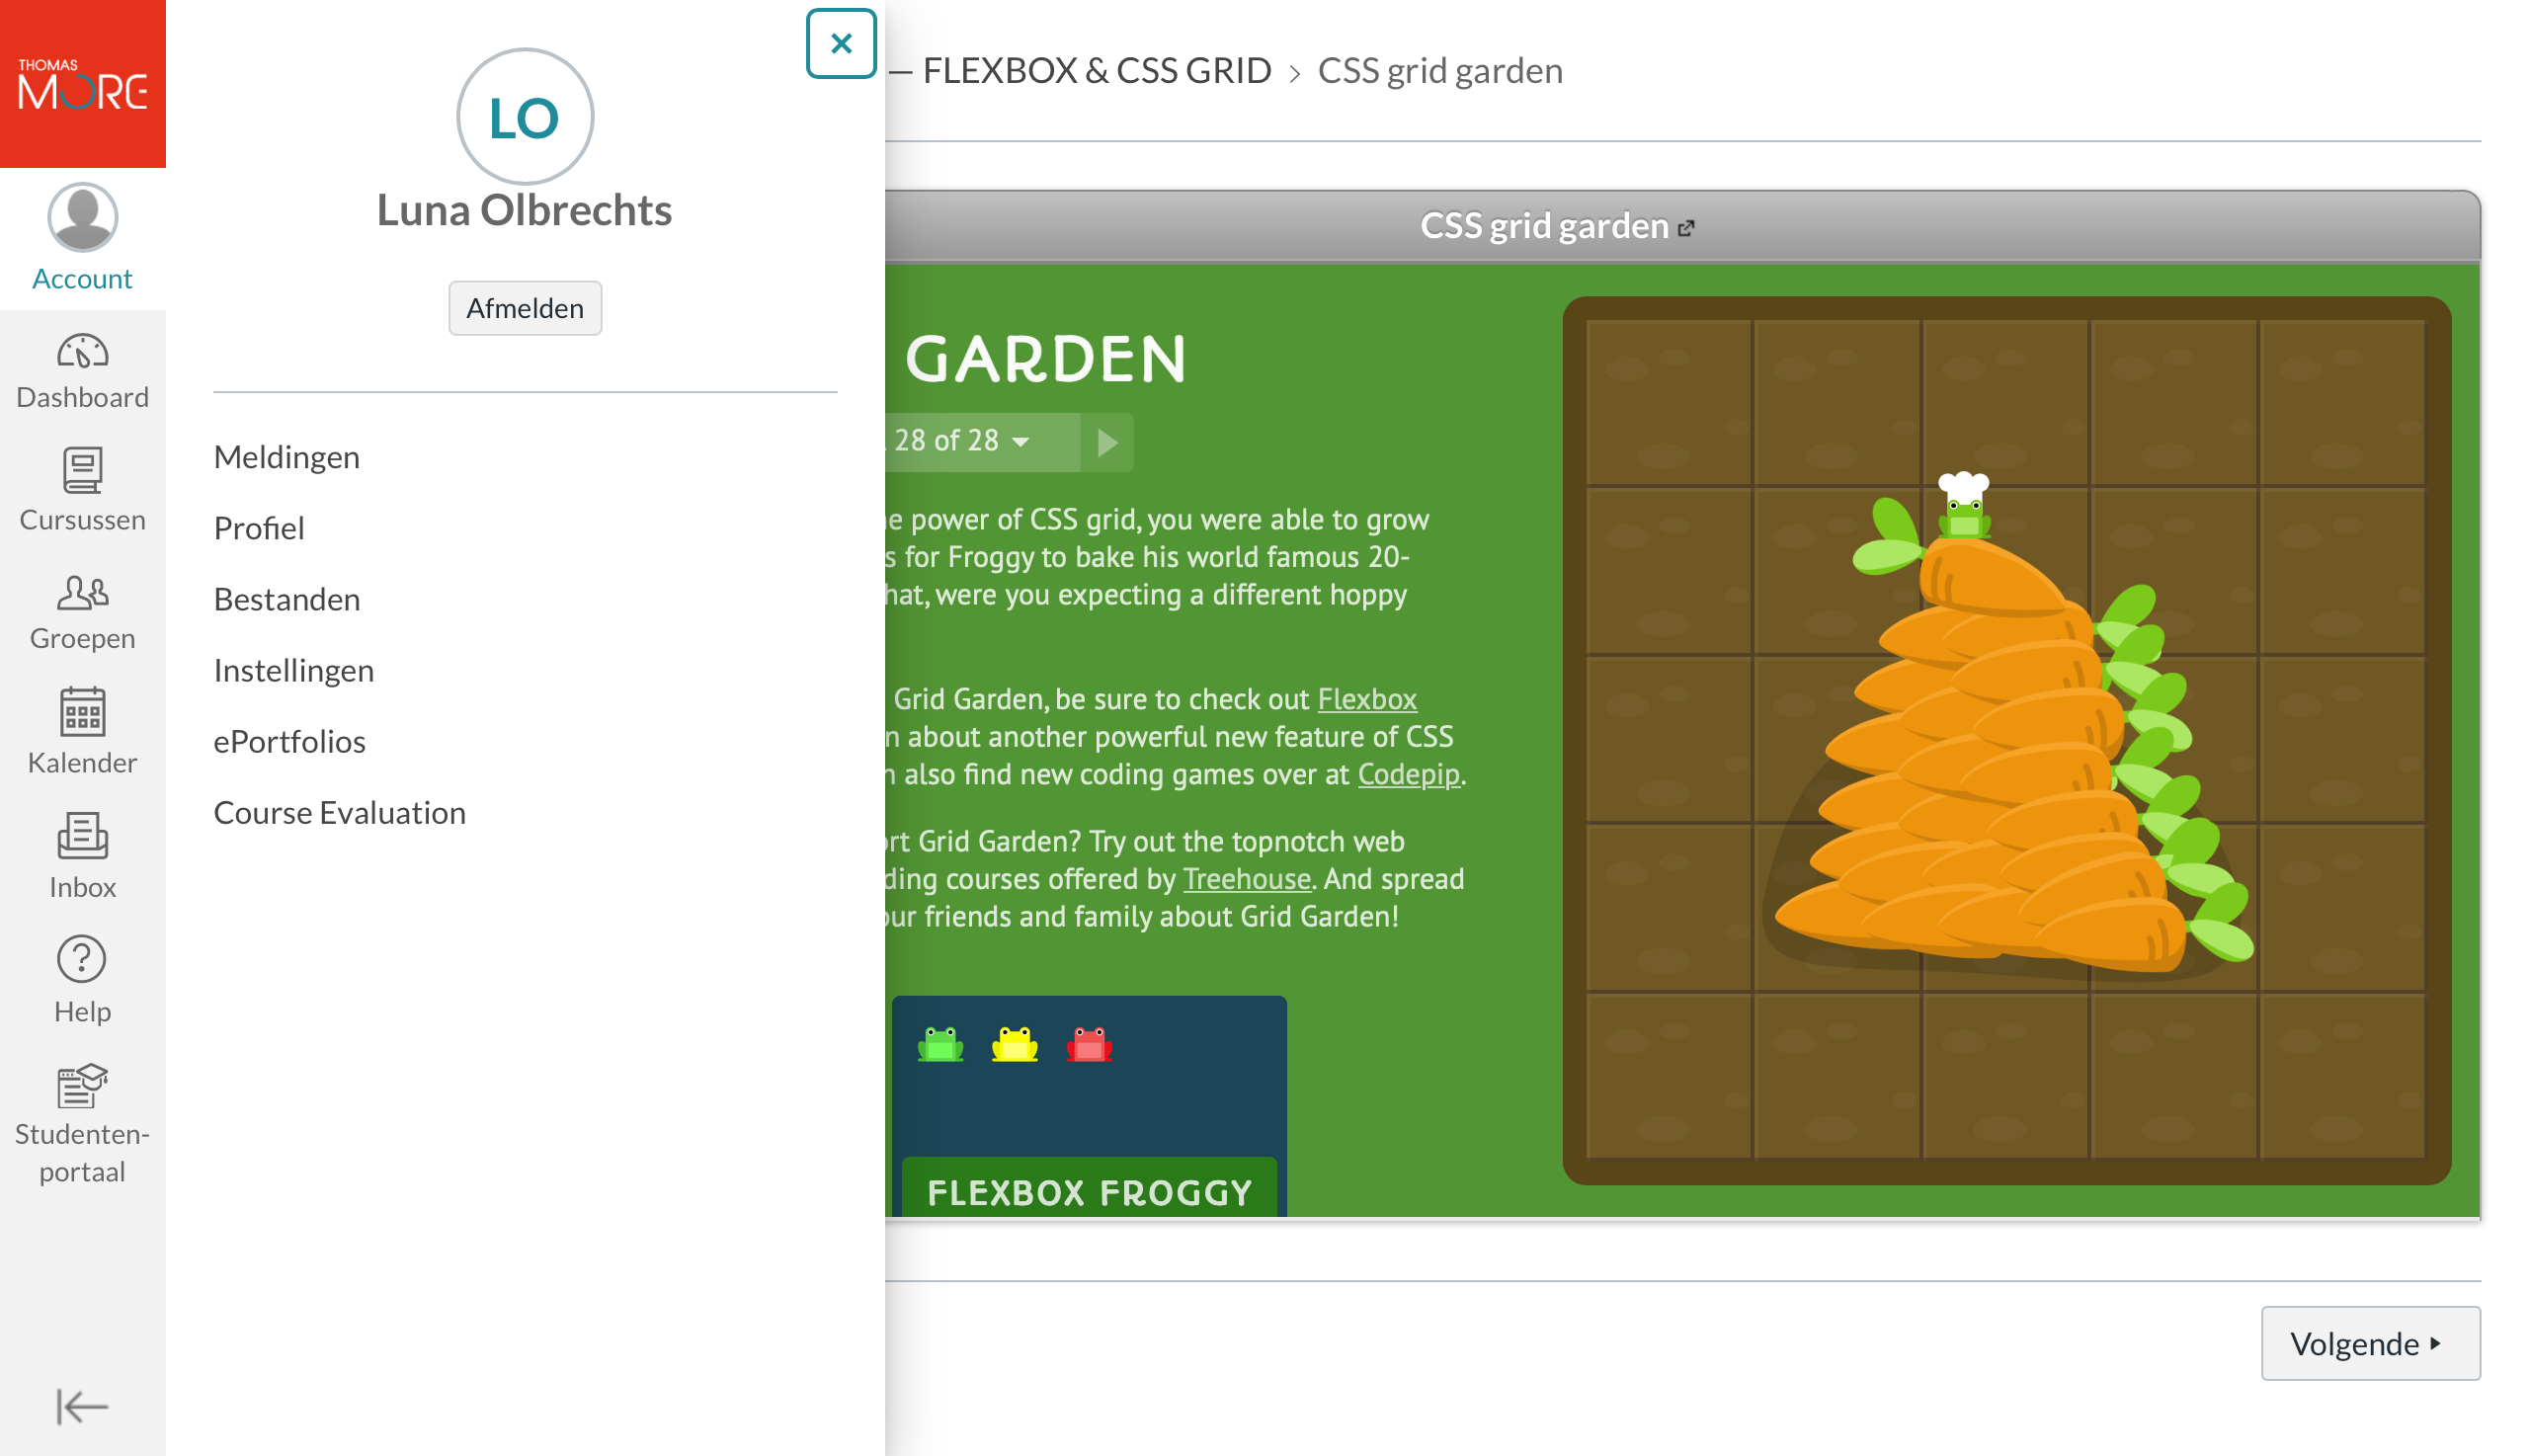 THOMAS
MORE
Account
Dashboard
Cursussen
Groepen
Kalender
Inbox
Help
Studenten-
portaal
LO
Luna Olbrechts
Afmelden
Meldingen
Profiel
Bestanden
Instellingen
ePortfolios
Course Evaluation
— FLEXBOX & CSS GRID > CSS grid garden
CSS grid garden
GARDEN
28 of 28
power of CSS grid, you were able to grow
for Froggy to bake his world famous 20-
were you expecting a different hoppy
Grid Garden, be sure to check out Flexbox
about another powerful new feature of CSS
also find new coding games over at Codepip.
Grid Garden? Try out the topnotch web
courses offered by Treehouse. And spread
friends and family about Grid Garden!
FLEXBOX FROGGY
Volgende